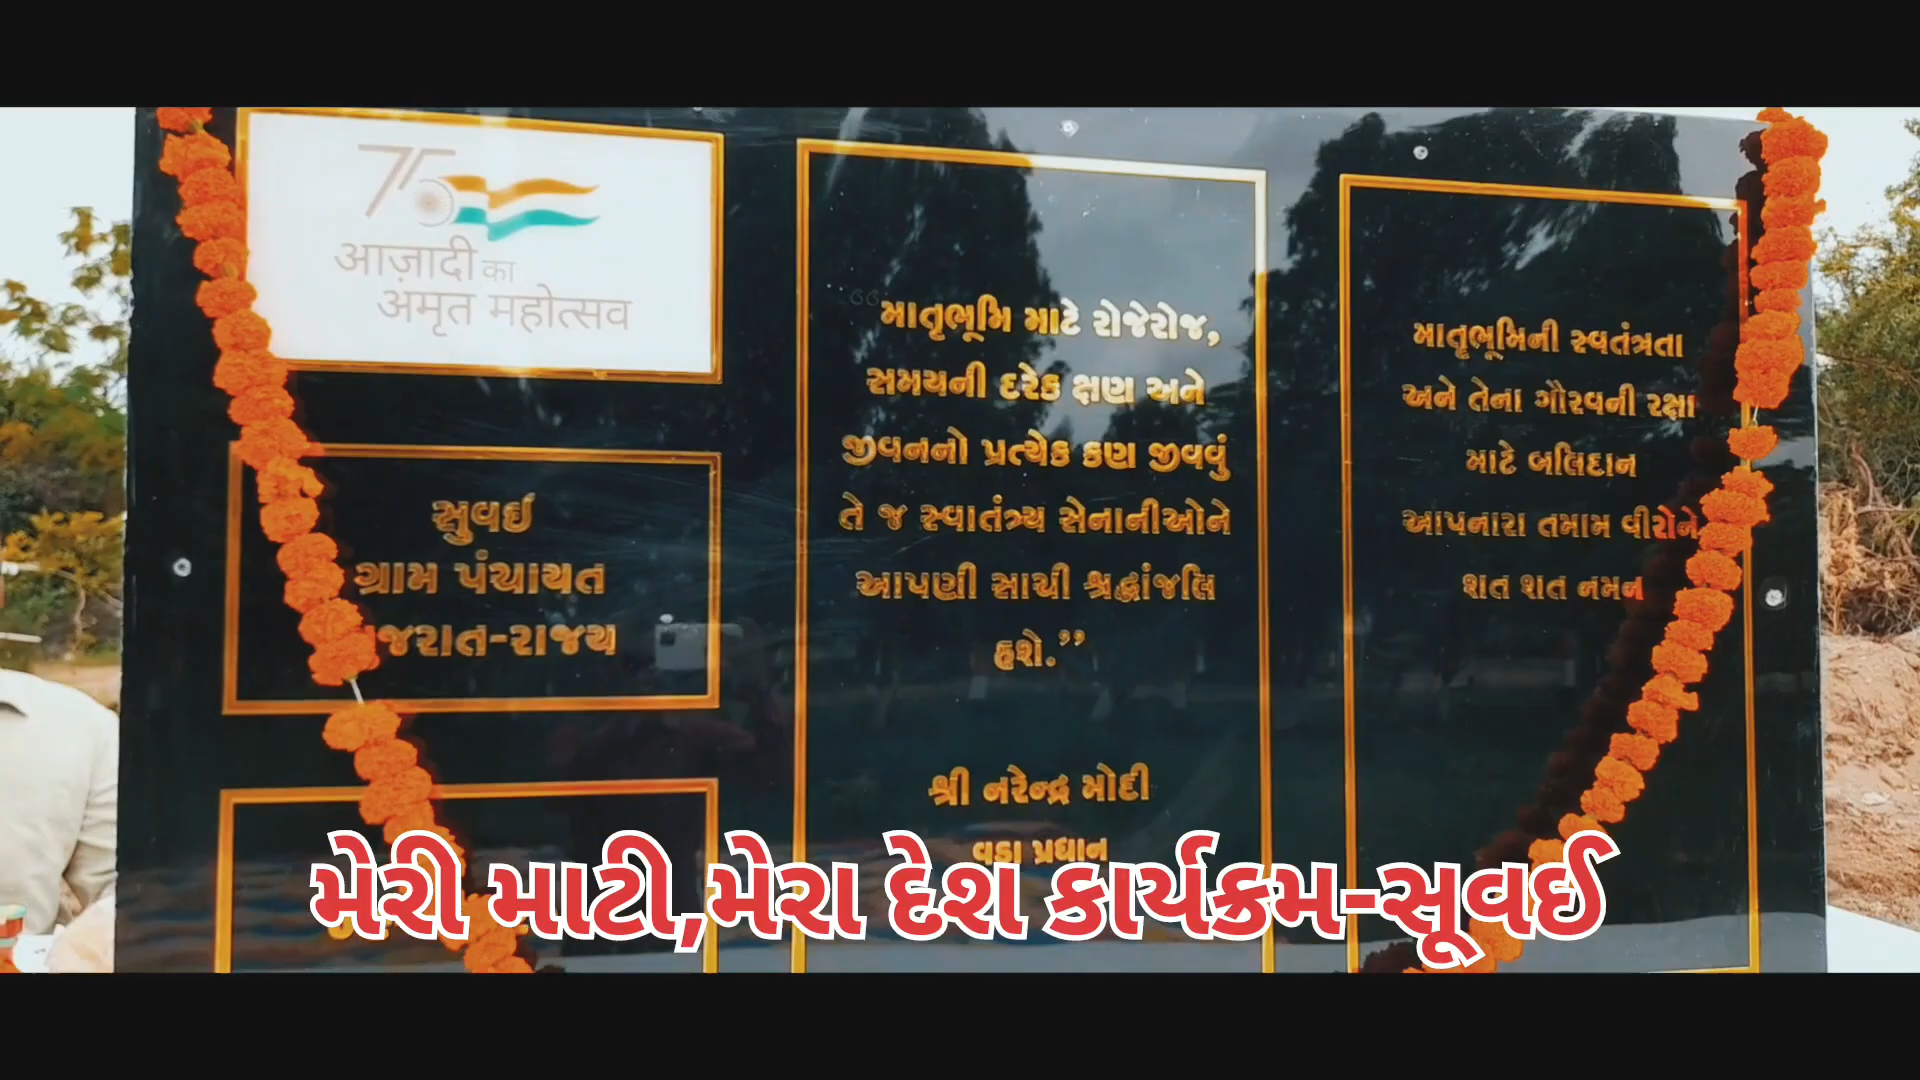 75
आज़ादी का
अमृत महोत्सव
સુવઇ
ગ્રામ પંચાયત
જરાત-રાજ્ય
“માતૃભૂમિ માટે રોજેરોજ,
સમયની દરેક ક્ષણ અને
જીવનનો પ્રત્યેક કણ જીવવું
તે જ સ્વાતંત્ર્ય સેનાનીઓને
આપણી સાચી શ્રદ્ધાંજલિ
હશે.”
શ્રી નરેન્દ્ર મોદી
વડા પ્રધાન
માતૃભૂમિની સ્વતંત્રતા
અને તેના ગૌરવની રક્ષા
માટે બલિદાન
આપનારા તમામ વીરોને
શત શત નમન
મેરી માટી,મેરા દેશ કાર્યક્રમ-સૂવઈ